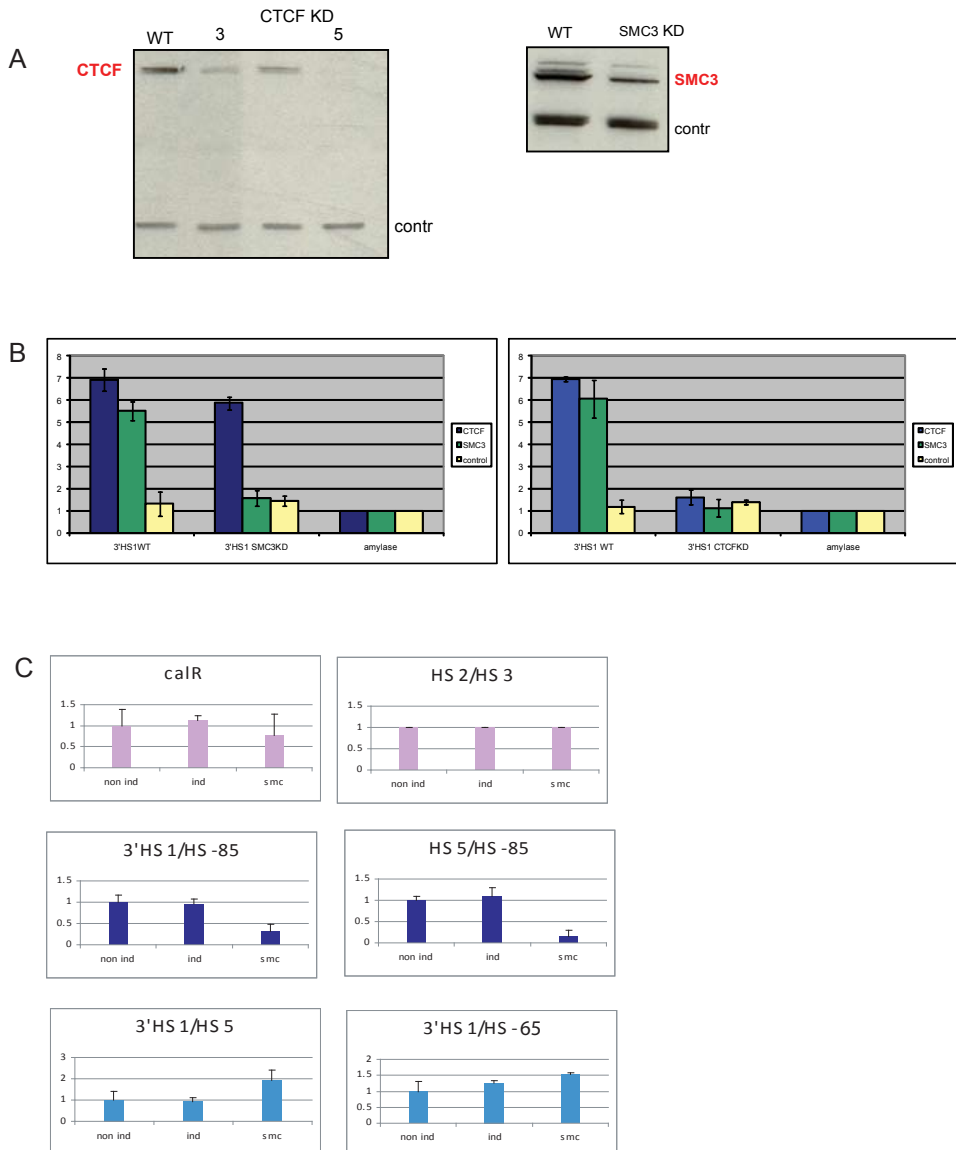 A
CTCF KD
WT 3 5
CTCF
contr
WT SMC3 KD
SMC3
contr
B
8
7
6
5
4
3
2
1
0
3'HS1WT 3'HS1 SMC3KD amylase
CTCF
SMC3
control
8
7
6
5
4
3
2
1
0
3'HS1 WT 3'HS1 CTCFKD amylase
CTCF
SMC3
control
C
calR
1.5
1
0.5
0
non ind ind smc
HS 2/HS 3
1.5
1
0.5
0
non ind ind smc
3'HS 1/HS -85
1.5
1
0.5
0
non ind ind smc
HS 5/HS -85
1.5
1
0.5
0
non ind ind smc
3'HS 1/HS 5
3
2
1
0
non ind ind smc
3'HS 1/HS -65
2
1.5
1
0.5
0
non ind ind smc